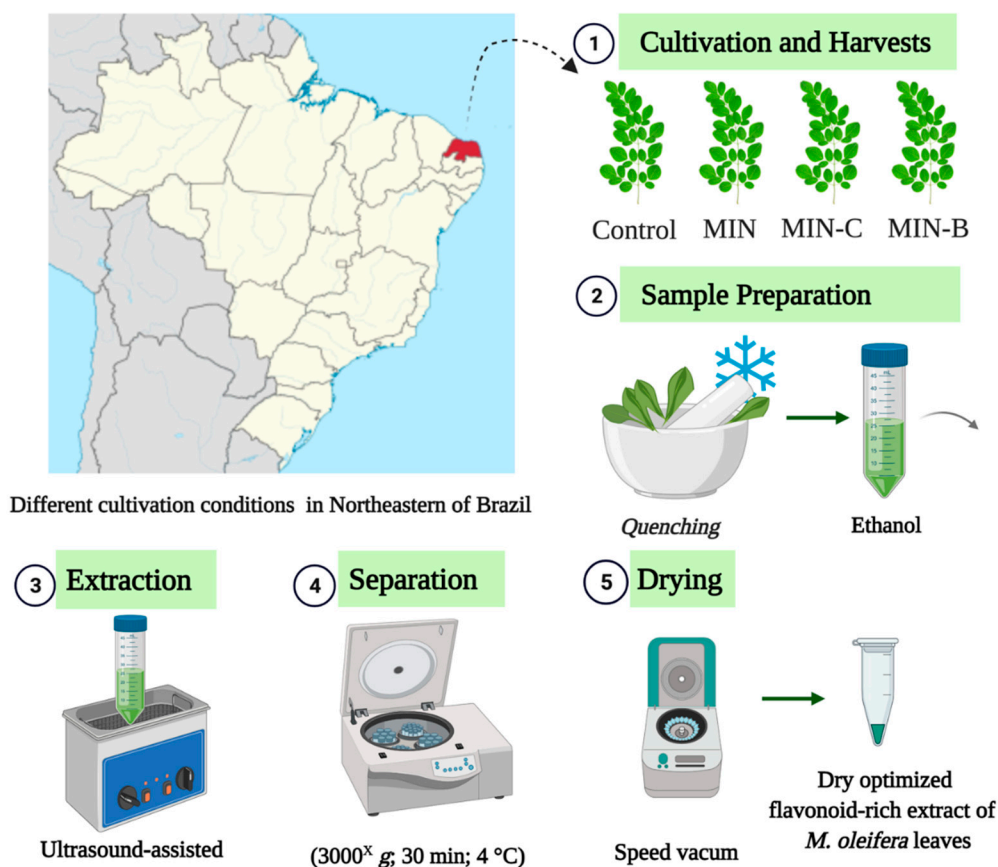 1 Cultivation and Harvests
Control MIN MIN-C MIN-B
2 Sample Preparation
Different cultivation conditions in Northeastern of Brazil
Quenching
Ethanol
3 Extraction
4 Separation
5 Drying
Ultrasound-assisted
(3000ˣ g; 30 min; 4 °C)
Speed vacum
Dry optimized
flavonoid-rich extract of
M. oleifera leaves